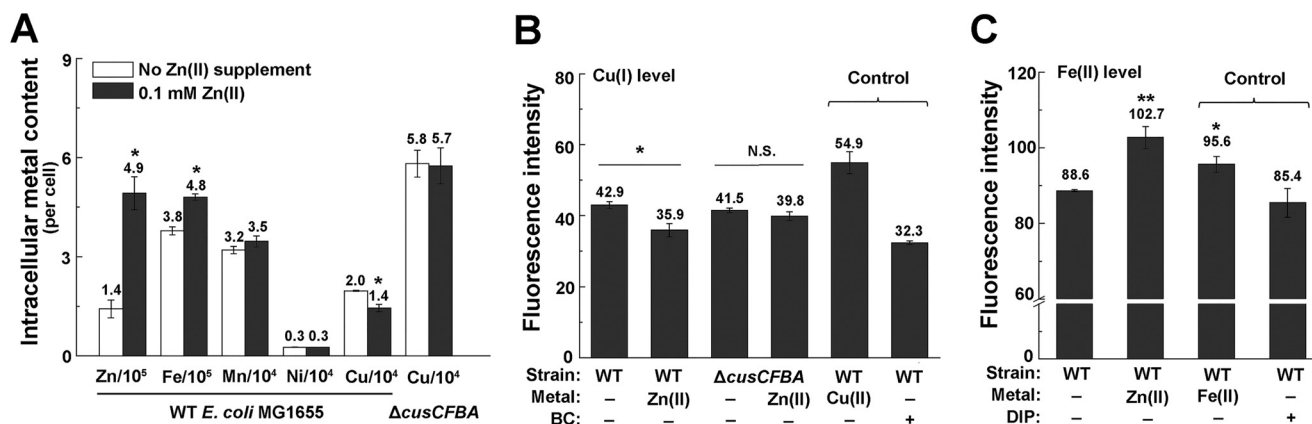 A
Intracellular metal content
(per cell)
9
6
3
0
No Zn(II) supplement
0.1 mM Zn(II)
1.4
*
4.9
3.8
*
4.8
3.2
3.5
0.3
0.3
2.0
*
1.4
5.8
5.7
Zn/10⁵
Fe/10⁵
Mn/10⁴
Ni/10⁴
Cu/10⁴
Cu/10⁴
WT E. coli MG1655
ΔcusCFBA
B
Fluorescence intensity
80
60
40
20
0
Cu(I) level
Control
42.9
*
35.9
N.S.
41.5
39.8
54.9
32.3
Strain: WT WT ΔcusCFBA WT WT
Metal: – Zn(II) – Zn(II) Cu(II) –
BC: – – – – – +
C
Fluorescence intensity
120
100
80
60
60
0
Fe(II) level
Control
88.6
**
102.7
*
95.6
85.4
Strain: WT WT WT WT
Metal: – Zn(II) Fe(II) –
DIP: – – – +